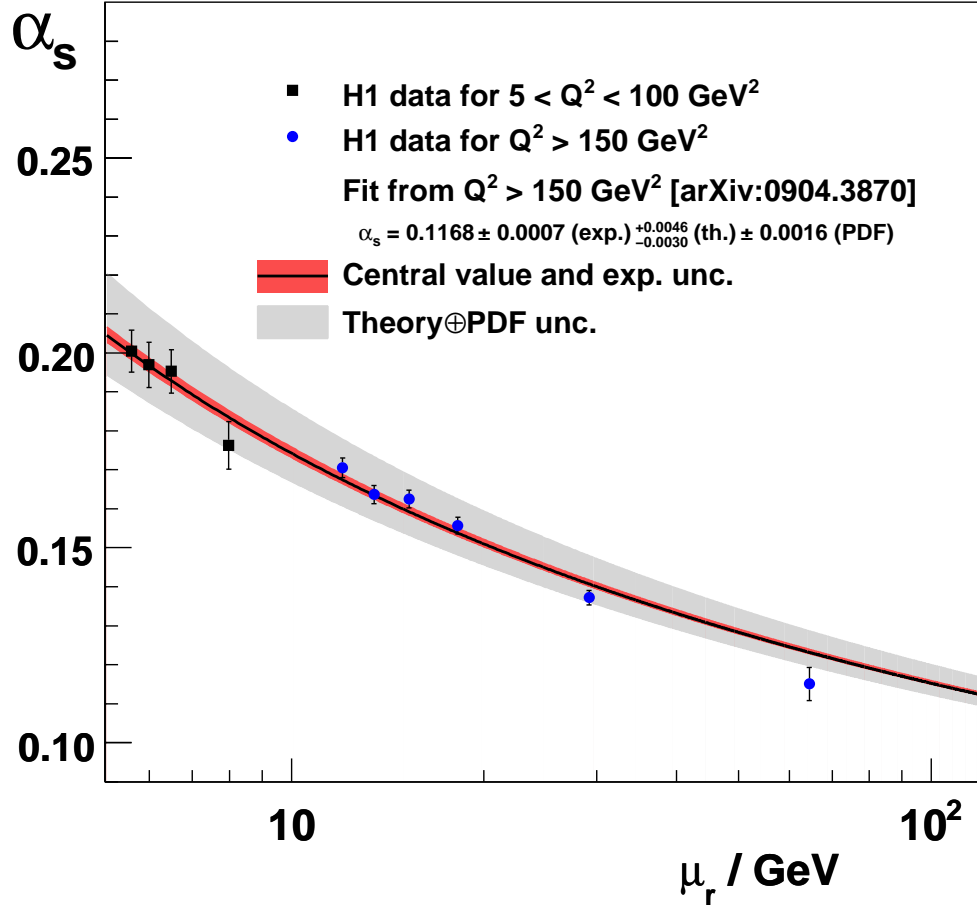 αs
H1 data for 5 < Q² < 100 GeV²
H1 data for Q² > 150 GeV²
Fit from Q² > 150 GeV² [arXiv:0904.3870]
αs = 0.1168 ± 0.0007 (exp.) +0.0046 −0.0030 (th.) ± 0.0016 (PDF)
Central value and exp. unc.
Theory⊕PDF unc.
0.25
0.20
0.15
0.10
10
10²
μr / GeV